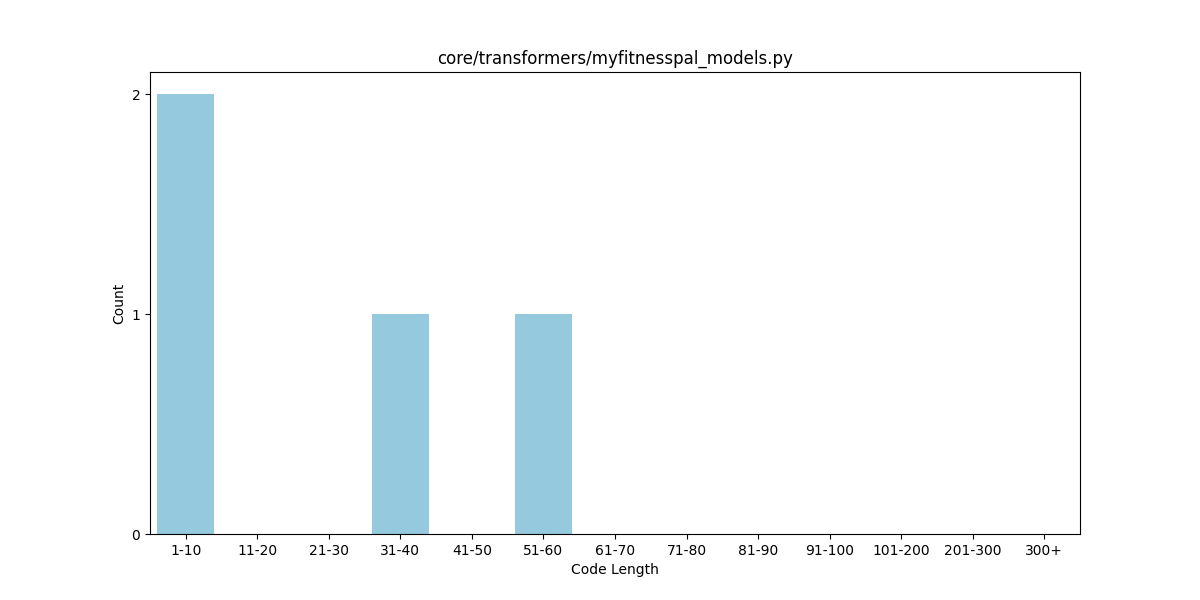 core/transformers/myfitnesspal_models.py
2
1
0
Count
1-10 11-20 21-30 31-40 41-50 51-60 61-70 71-80 81-90 91-100 101-200 201-300 300+
Code Length